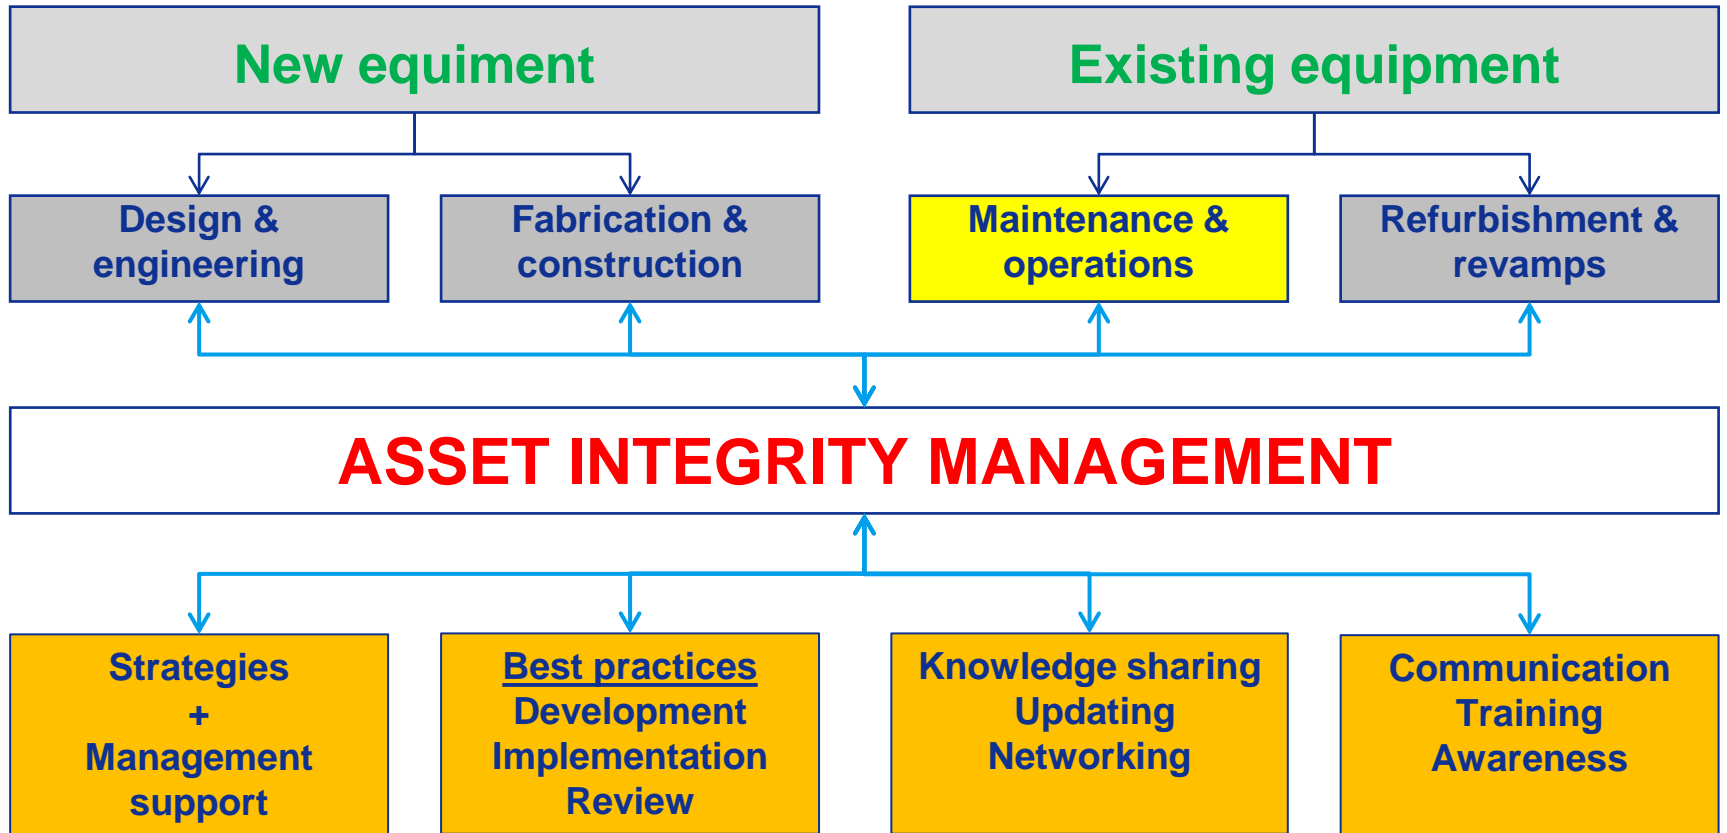 New equiment
Existing equipment
Design &
engineering
Fabrication &
construction
Maintenance &
operations
Refurbishment &
revamps
ASSET INTEGRITY MANAGEMENT
Strategies
+
Management
support
Best practices
Development
Implementation
Review
Knowledge sharing
Updating
Networking
Communication
Training
Awareness